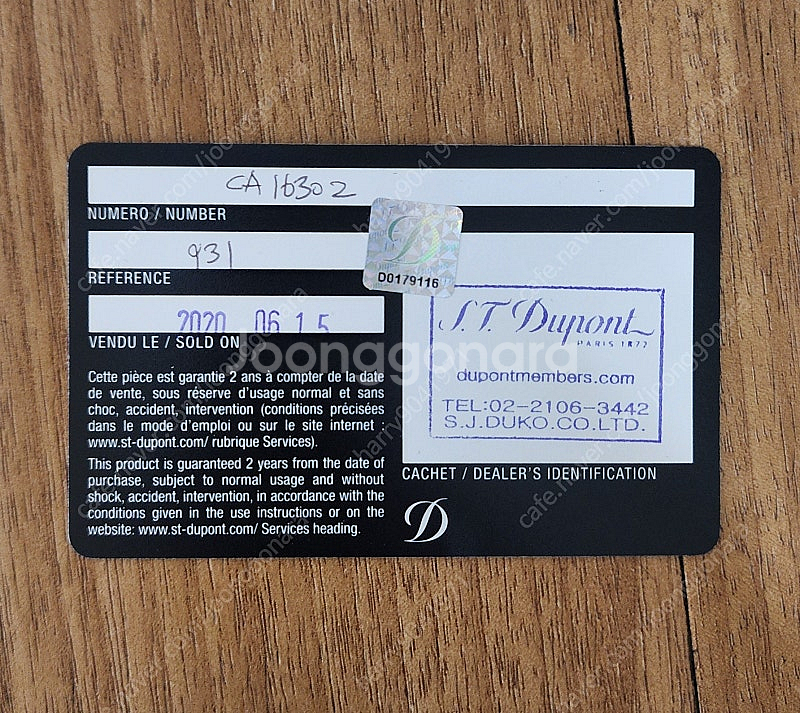 CA16302
NUMERO / NUMBER
931
REFERENCE
D0179116
2020 06 15
VENDU LE / SOLD ON
Cette pièce est garantie 2 ans à compter de la date
de vente, sous réserve d'usage normal et sans
choc, accident, intervention (conditions précisées
dans le mode d'emploi ou sur le site internet :
www.st-dupont.com/ rubrique Services).
This product is guaranteed 2 years from the date of
purchase, subject to normal usage and without
shock, accident, intervention, in accordance with the
conditions given in the use instructions or on the
website: www.st-dupont.com/ Services heading.
S.T. Dupont
PARIS 1872
dupontmembers.com
TEL:02-2106-3442
S.J.DUKO.CO.LTD.
CACHET / DEALER'S IDENTIFICATION
D
Joonggonara
cafe.naver.com/joonggonara